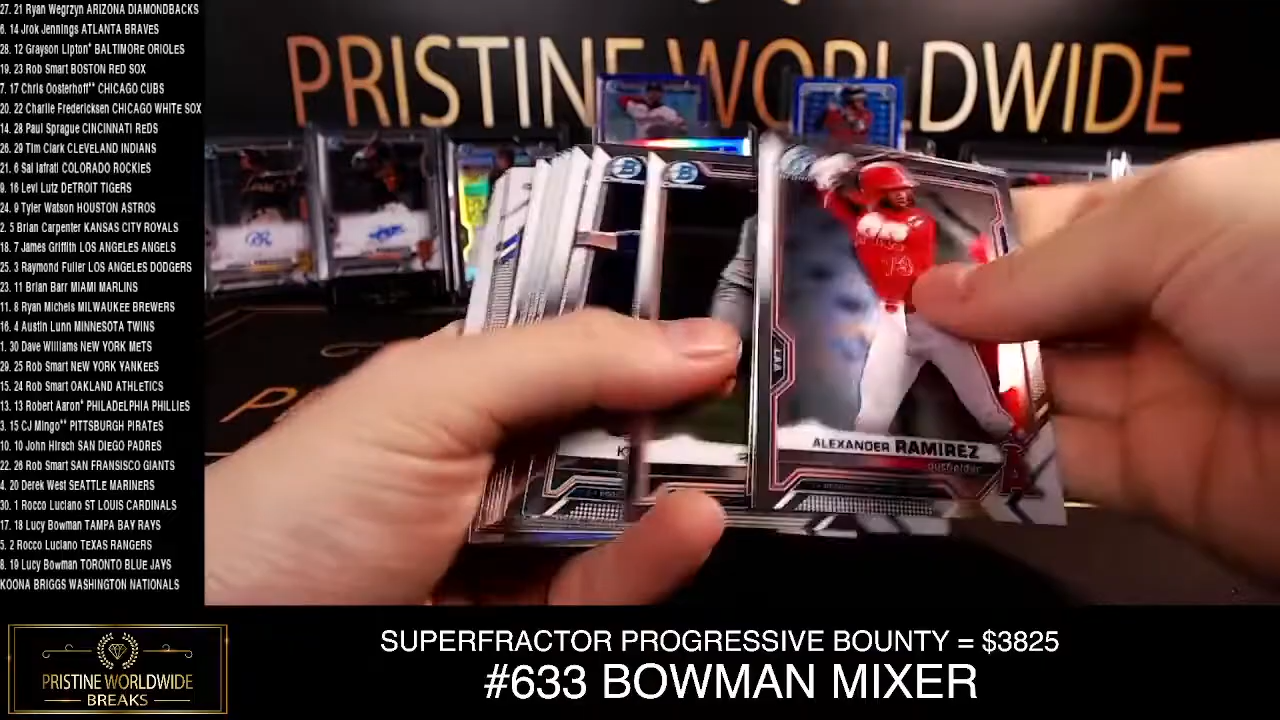 27. 21 Ryan Wegrzyn ARIZONA DIAMONDBACKS
6. 14 Jrok Jennings ATLANTA BRAVES
28. 12 Grayson Lipton* BALTIMORE ORIOLES
19. 23 Rob Smart BOSTON RED SOX
7. 17 Chris Oosterhoff** CHICAGO CUBS
20. 22 Charlie Fredericksen CHICAGO WHITE SOX
14. 28 Paul Sprague CINCINNATI REDS
26. 29 Tim Clark CLEVELAND INDIANS
21. 6 Sal Iafrati COLORADO ROCKIES
9. 16 Levi Lutz DETROIT TIGERS
24. 9 Tyler Watson HOUSTON ASTROS
2. 5 Brian Carpenter KANSAS CITY ROYALS
18. 7 James Griffith LOS ANGELES ANGELS
25. 3 Raymond Fuller LOS ANGELES DODGERS
23. 11 Brian Barr MIAMI MARLINS
11. 8 Ryan Michels MILWAUKEE BREWERS
16. 4 Austin Lunn MINNESOTA TWINS
1. 30 Dave Williams NEW YORK METS
29. 25 Rob Smart NEW YORK YANKEES
15. 24 Rob Smart OAKLAND ATHLETICS
13. 13 Robert Aaron* PHILADELPHIA PHILLIES
3. 15 CJ Mingo** PITTSBURGH PIRATES
10. 10 John Hirsch SAN DIEGO PADRES
22. 26 Rob Smart SAN FRANSISCO GIANTS
4. 20 Derek West SEATTLE MARINERS
30. 1 Rocco Luciano ST LOUIS CARDINALS
17. 18 Lucy Bowman TAMPA BAY RAYS
5. 2 Rocco Luciano TEXAS RANGERS
8. 19 Lucy Bowman TORONTO BLUE JAYS
KOONA BRIGGS WASHINGTON NATIONALS
PRISTINE WORLDWIDE
B
B
LAA
ALEXANDER RAMIREZ
outfielder
A
PRISTINE WORLDWIDE
BREAKS
SUPERFRACTOR PROGRESSIVE BOUNTY = $3825
#633 BOWMAN MIXER